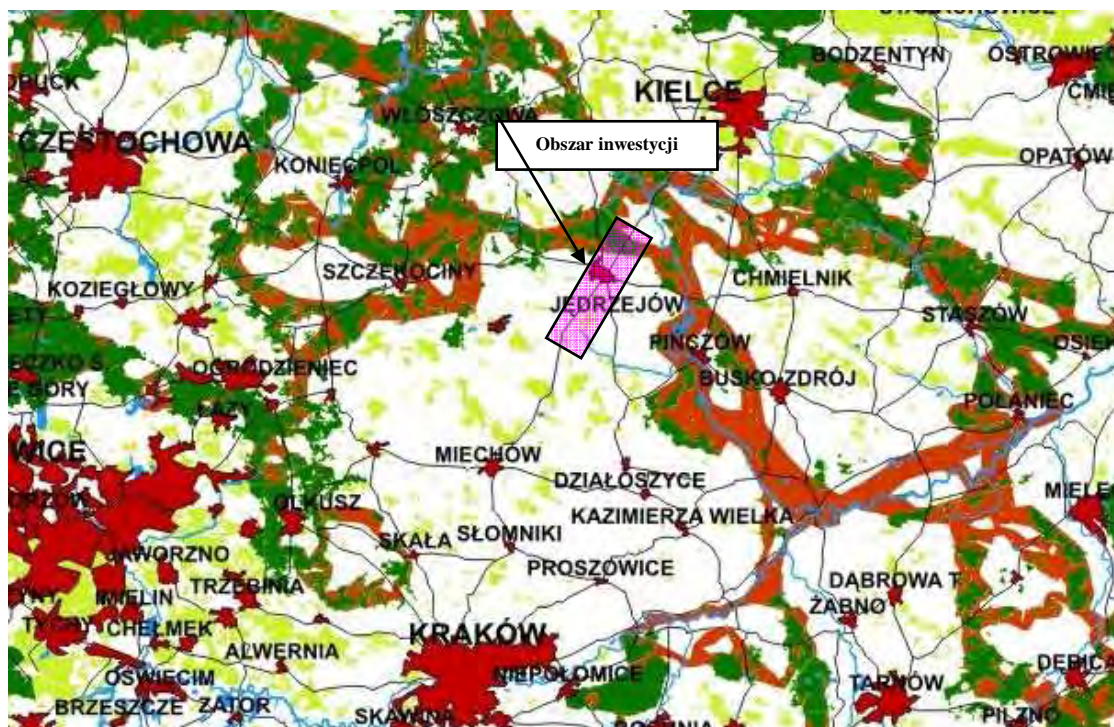 BODZENTYN
KIELCE
WŁOSZCZOWA
CZĘSTOCHOWA
Obszar inwestycji
KONIECPOL
OPATÓW
SZCZEKOCINY
CHMIELNIK
KOZIEGŁOWY
JĘDRZEJÓW
STASZÓW
PIŃCZÓW
OGRODZIENIEC
BUSKO-ZDRÓJ
ŁAZY
POŁANIEC
MIECHÓW
DZIAŁOSZYCE
OLKUSZ
KAZIMIERZA WIELKA
SKAŁA
SŁOMNIKI
JAWORZNO
PROSZOWICE
TRZEBINIA
DĄBROWA T
IMIELIN
ŻABNO
CHEŁMEK
KRAKÓW
ALWERNIA
NIEPOŁOMICE
OŚWIĘCIM
TARNÓW
BRZESZCZE
ZATOR
SKAWINA
PILZNO